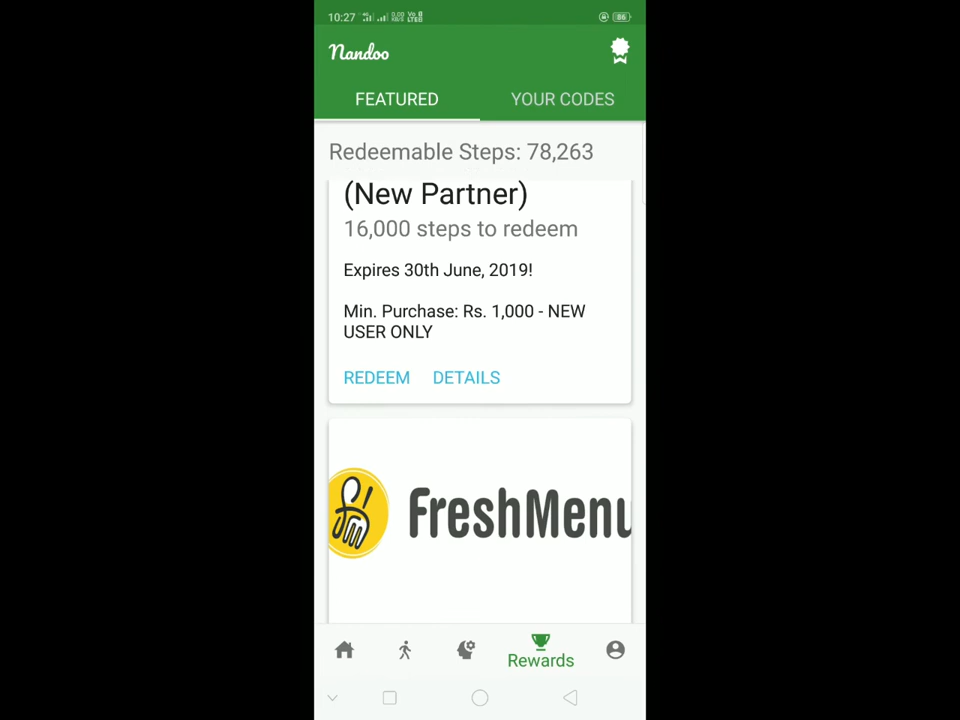 10:27
86
Nandoo
FEATURED
YOUR CODES
Redeemable Steps: 78,263
(New Partner)
16,000 steps to redeem
Expires 30th June, 2019!
Min. Purchase: Rs. 1,000 - NEW
USER ONLY
REDEEM
DETAILS
FreshMenu
Rewards